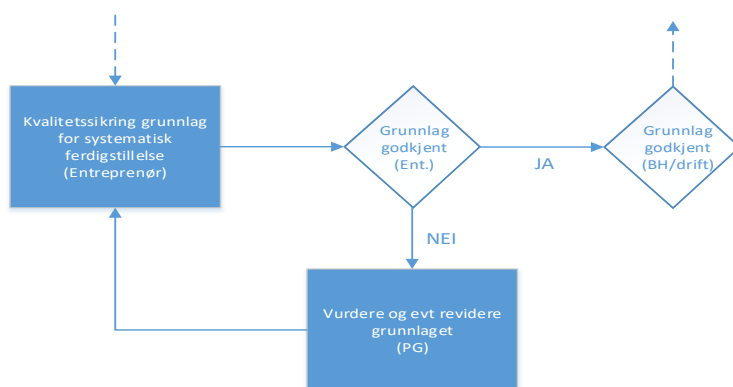 Kvalitetssikring grunnlag
for systematisk
ferdigstillelse
(Entreprenør)
Grunnlag
godkjent
(Ent.)
JA
Grunnlag
godkjent
(BH/drift)
NEI
Vurdere og evt revidere
grunnlaget
(PG)